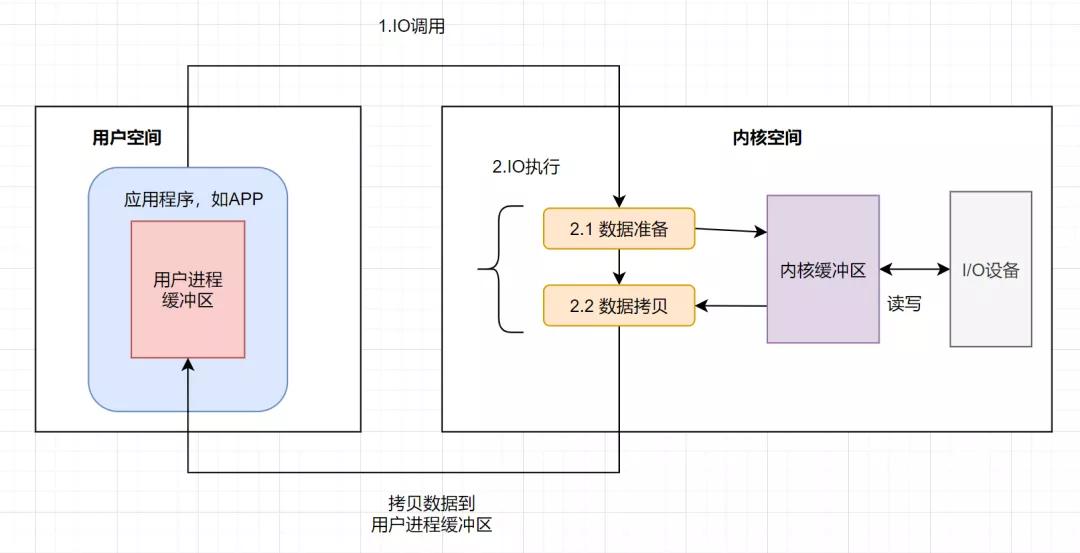 1.IO调用
用户空间
内核空间
2.IO执行
应用程序，如APP
2.1 数据准备
用户进程
缓冲区
内核缓冲区
I/O设备
2.2 数据拷贝
读写
拷贝数据到
用户进程缓冲区